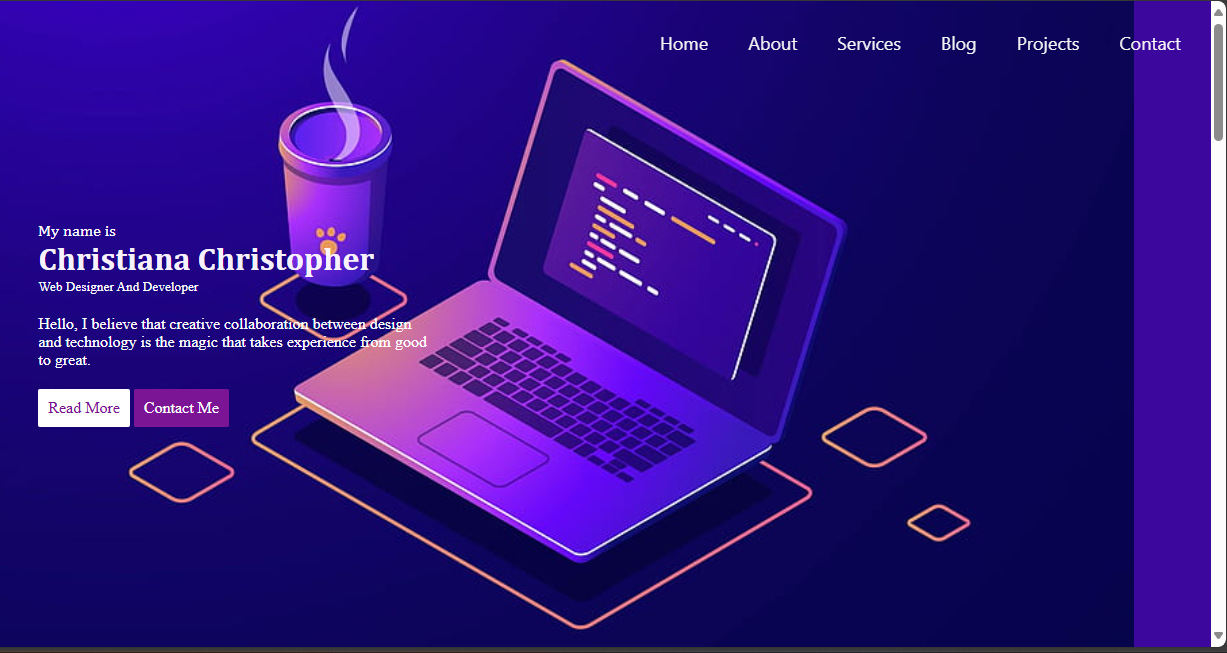 Home About Services Blog Projects Contact
My name is
Christiana Christopher
Web Designer And Developer
Hello, I believe that creative collaboration between design
and technology is the magic that takes experience from good
to great.
Read More Contact Me